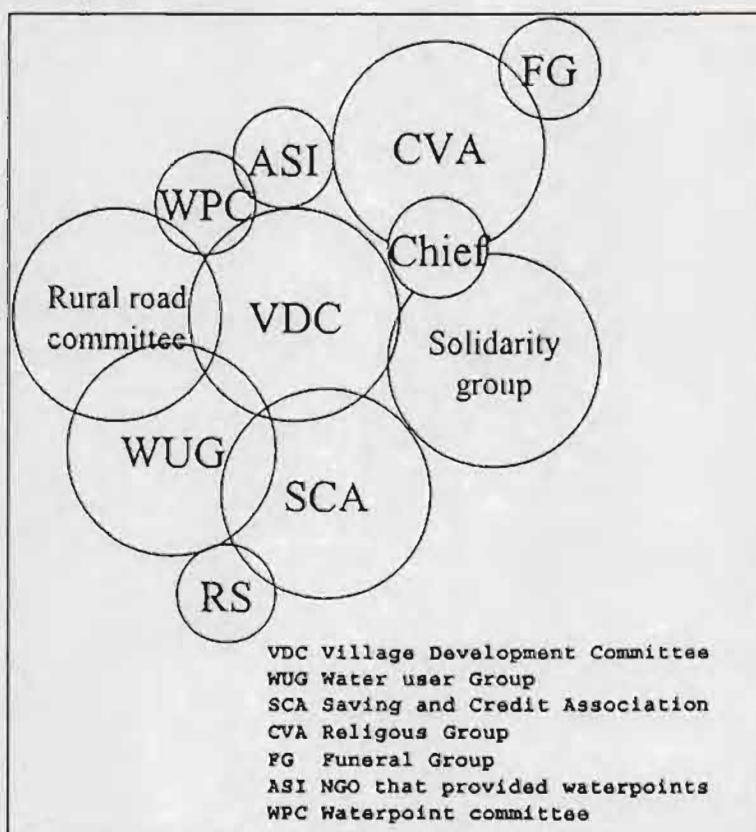 FG
ASI
CVA
WPC
Chief
Rural road
committee
VDC
Solidarity
group
WUG
SCA
RS
VDC Village Development Committee
WUG Water user Group
SCA Saving and Credit Association
CVA Religous Group
FG Funeral Group
ASI NGO that provided waterpoints
WPC Waterpoint committee